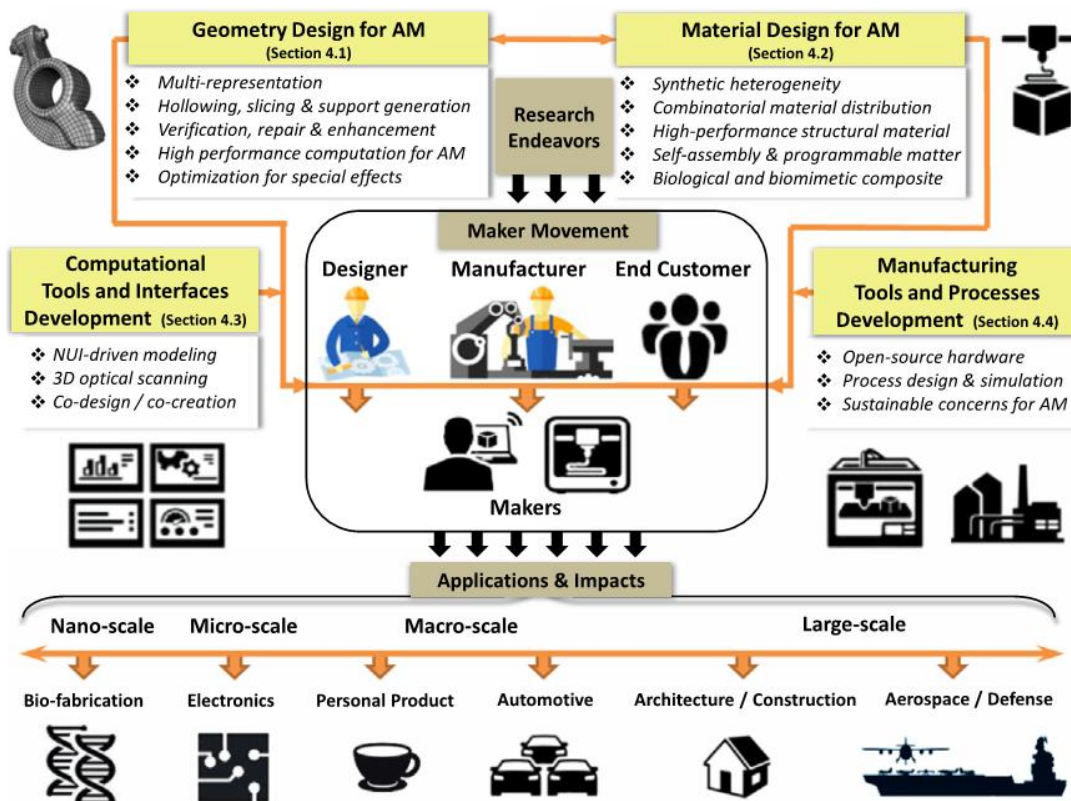 Geometry Design for AM
(Section 4.1)
❖ Multi-representation
❖ Hollowing, slicing & support generation
❖ Verification, repair & enhancement
❖ High performance computation for AM
❖ Optimization for special effects
Material Design for AM
(Section 4.2)
❖ Synthetic heterogeneity
❖ Combinatorial material distribution
❖ High-performance structural material
❖ Self-assembly & programmable matter
❖ Biological and biomimetic composite
Research
Endeavors
Maker Movement
Designer
Manufacturer
End Customer
Makers
Computational
Tools and Interfaces
Development (Section 4.3)
❖ NUI-driven modeling
❖ 3D optical scanning
❖ Co-design / co-creation
Manufacturing
Tools and Processes
Development (Section 4.4)
❖ Open-source hardware
❖ Process design & simulation
❖ Sustainable concerns for AM
Applications & Impacts
Nano-scale
Micro-scale
Macro-scale
Large-scale
Bio-fabrication
Electronics
Personal Product
Automotive
Architecture / Construction
Aerospace / Defense